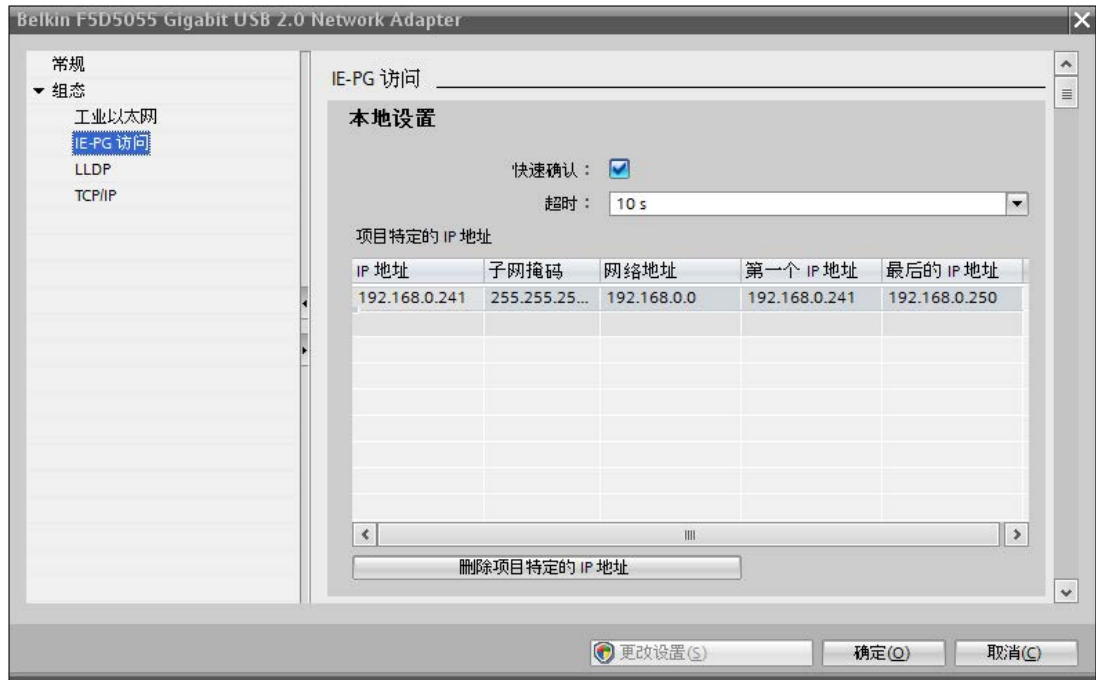 Belkin F5D5055 Gigabit USB 2.0 Network Adapter
常规
组态
工业以太网
IE-PG 访问
LLDP
TCP/IP
IE-PG 访问
本地设置
快速确认：
超时： 10 s
项目特定的 IP 地址
IP 地址 子网掩码 网络地址 第一个 IP 地址 最后的 IP 地址
192.168.0.241 255.255.25... 192.168.0.0 192.168.0.241 192.168.0.250
删除项目特定的 IP 地址
更改设置(S) 确定(O) 取消(C)